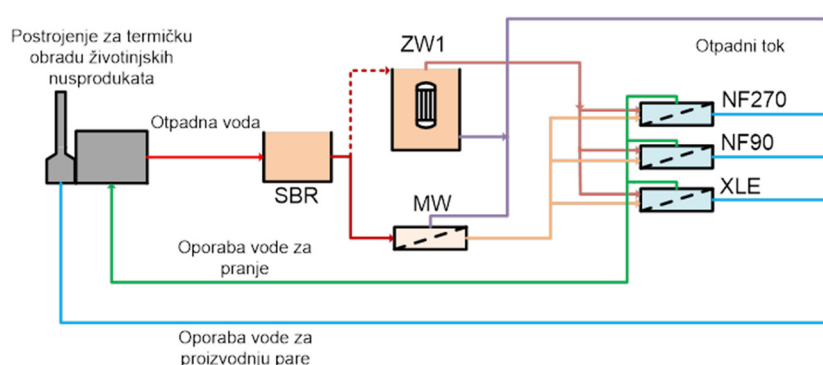 Postrojenje za termičku
obradu životinjskih
nusprodukata
Otpadna voda
SBR
ZW1
MW
Otpadni tok
NF270
NF90
XLE
Oporaba vode za
pranje
Oporaba vode za
proizvodnju pare